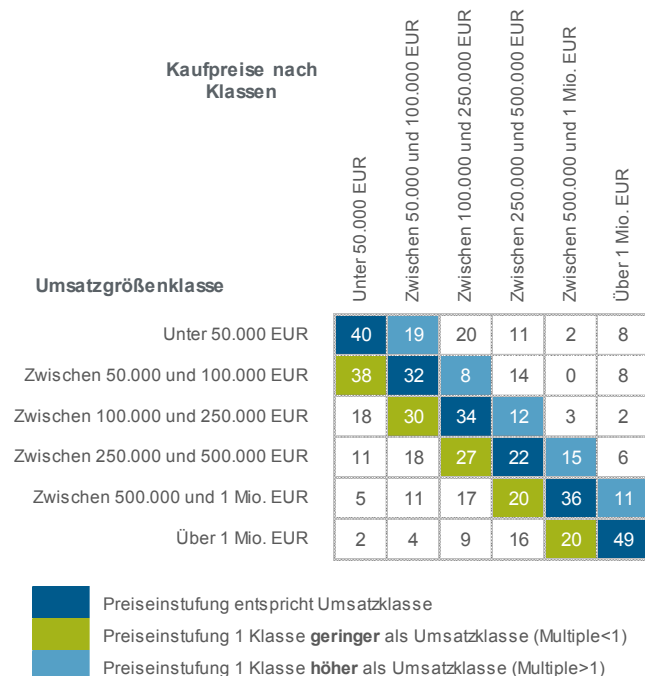 Kaufpreise nach
Klassen
Unter 50.000 EUR
Zwischen 50.000 und 100.000 EUR
Zwischen 100.000 und 250.000 EUR
Zwischen 250.000 und 500.000 EUR
Zwischen 500.000 und 1 Mio. EUR
Über 1 Mio. EUR
Umsatzgrößenklasse
Unter 50.000 EUR 40 19 20 11 2 8
Zwischen 50.000 und 100.000 EUR 38 32 8 14 0 8
Zwischen 100.000 und 250.000 EUR 18 30 34 12 3 2
Zwischen 250.000 und 500.000 EUR 11 18 27 22 15 6
Zwischen 500.000 und 1 Mio. EUR 5 11 17 20 36 11
Über 1 Mio. EUR 2 4 9 16 20 49
Preiseinstufung entspricht Umsatzklasse
Preiseinstufung 1 Klasse geringer als Umsatzklasse (Multiple<1)
Preiseinstufung 1 Klasse höher als Umsatzklasse (Multiple>1)